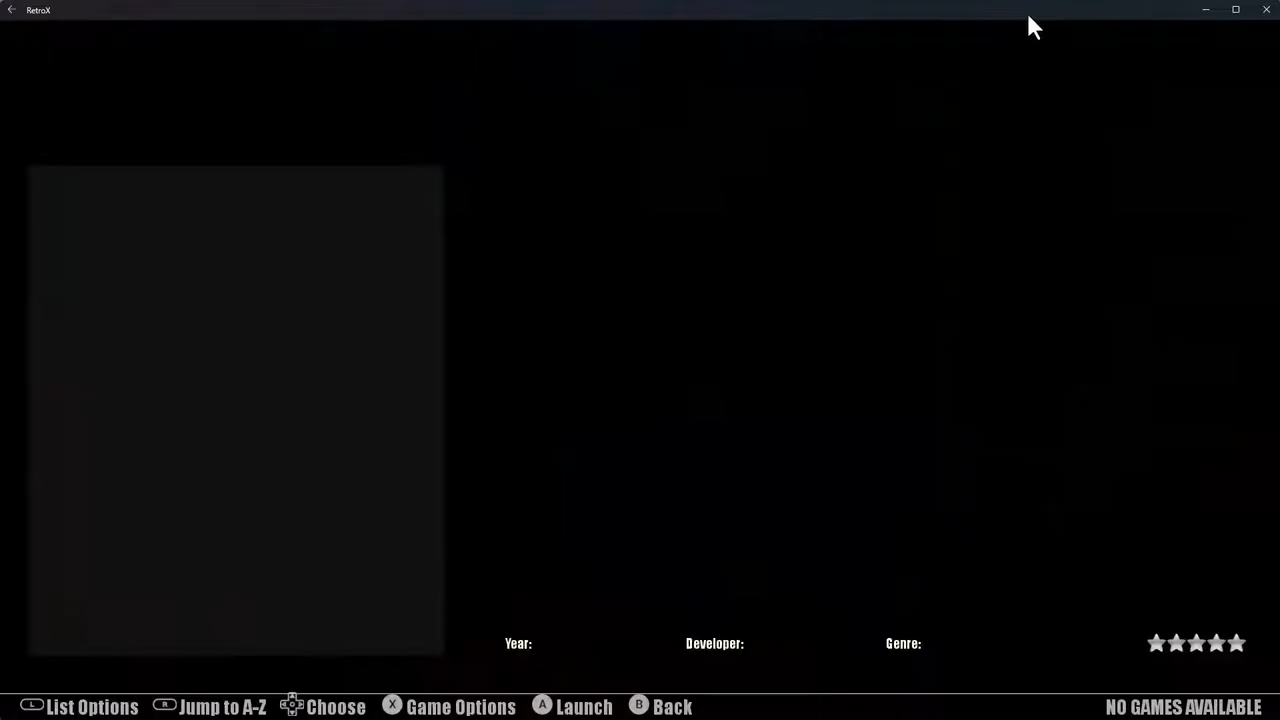 RetroX
Year: Developer: Genre:
L List Options R Jump to A-Z Choose X Game Options A Launch B Back NO GAMES AVAILABLE